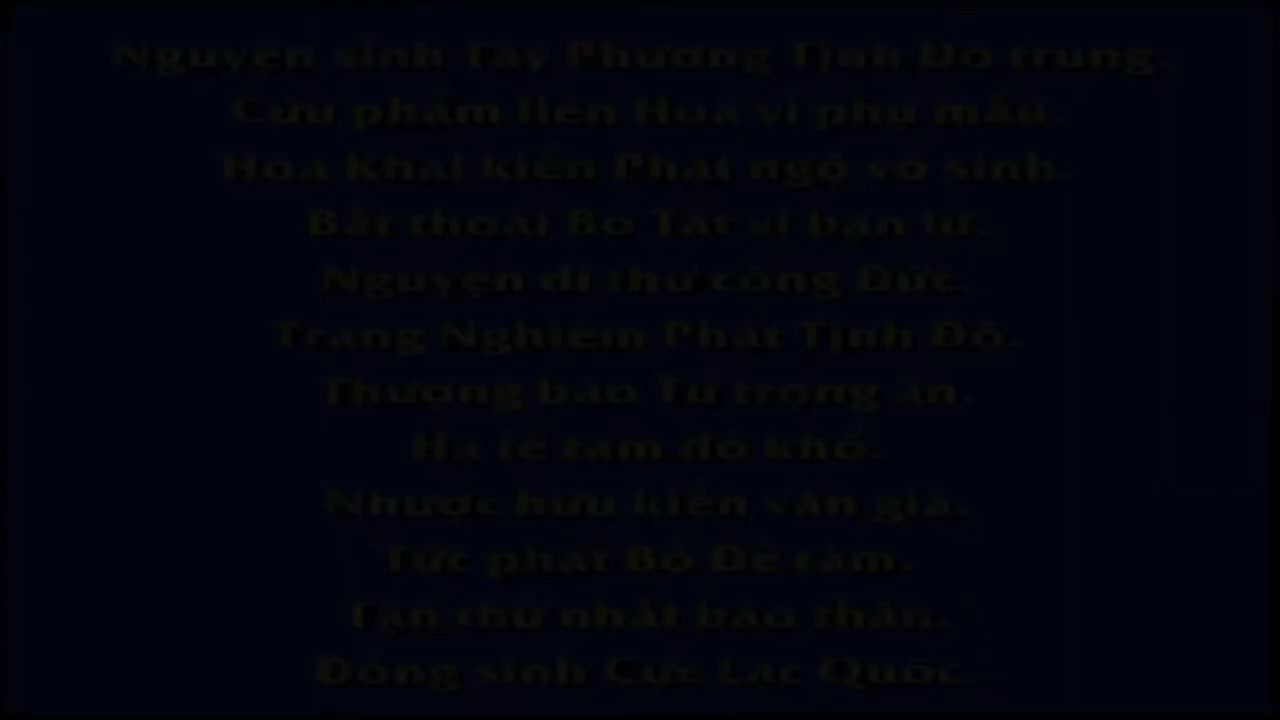 Nguyện sinh Tây Phương Tịnh Độ trung.
Cửu phẩm liên Hoa vi phụ mẫu.
Hoa Khai kiến Phật ngộ vô sinh.
Bất thoái Bồ Tát vi bạn lữ.
Nguyện dĩ thử công Đức.
Trang Nghiêm Phật Tịnh Độ.
Thượng báo Tứ trọng ân.
Hạ tế tam đồ khổ.
Nhược hữu kiến văn giả.
Tức phát Bồ Đề tâm.
Tận thử nhất báo thân.
Đồng sinh Cực Lạc Quốc.